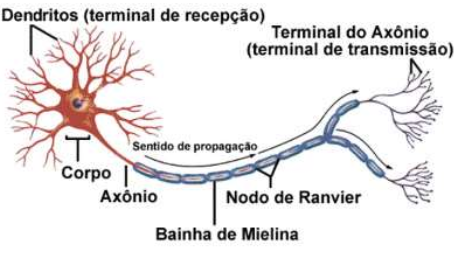 Dendritos (terminal de recepção)
Terminal do Axônio
(terminal de transmissão)
Sentido de propagação
Corpo
Axônio
Nodo de Ranvier
Bainha de Mielina